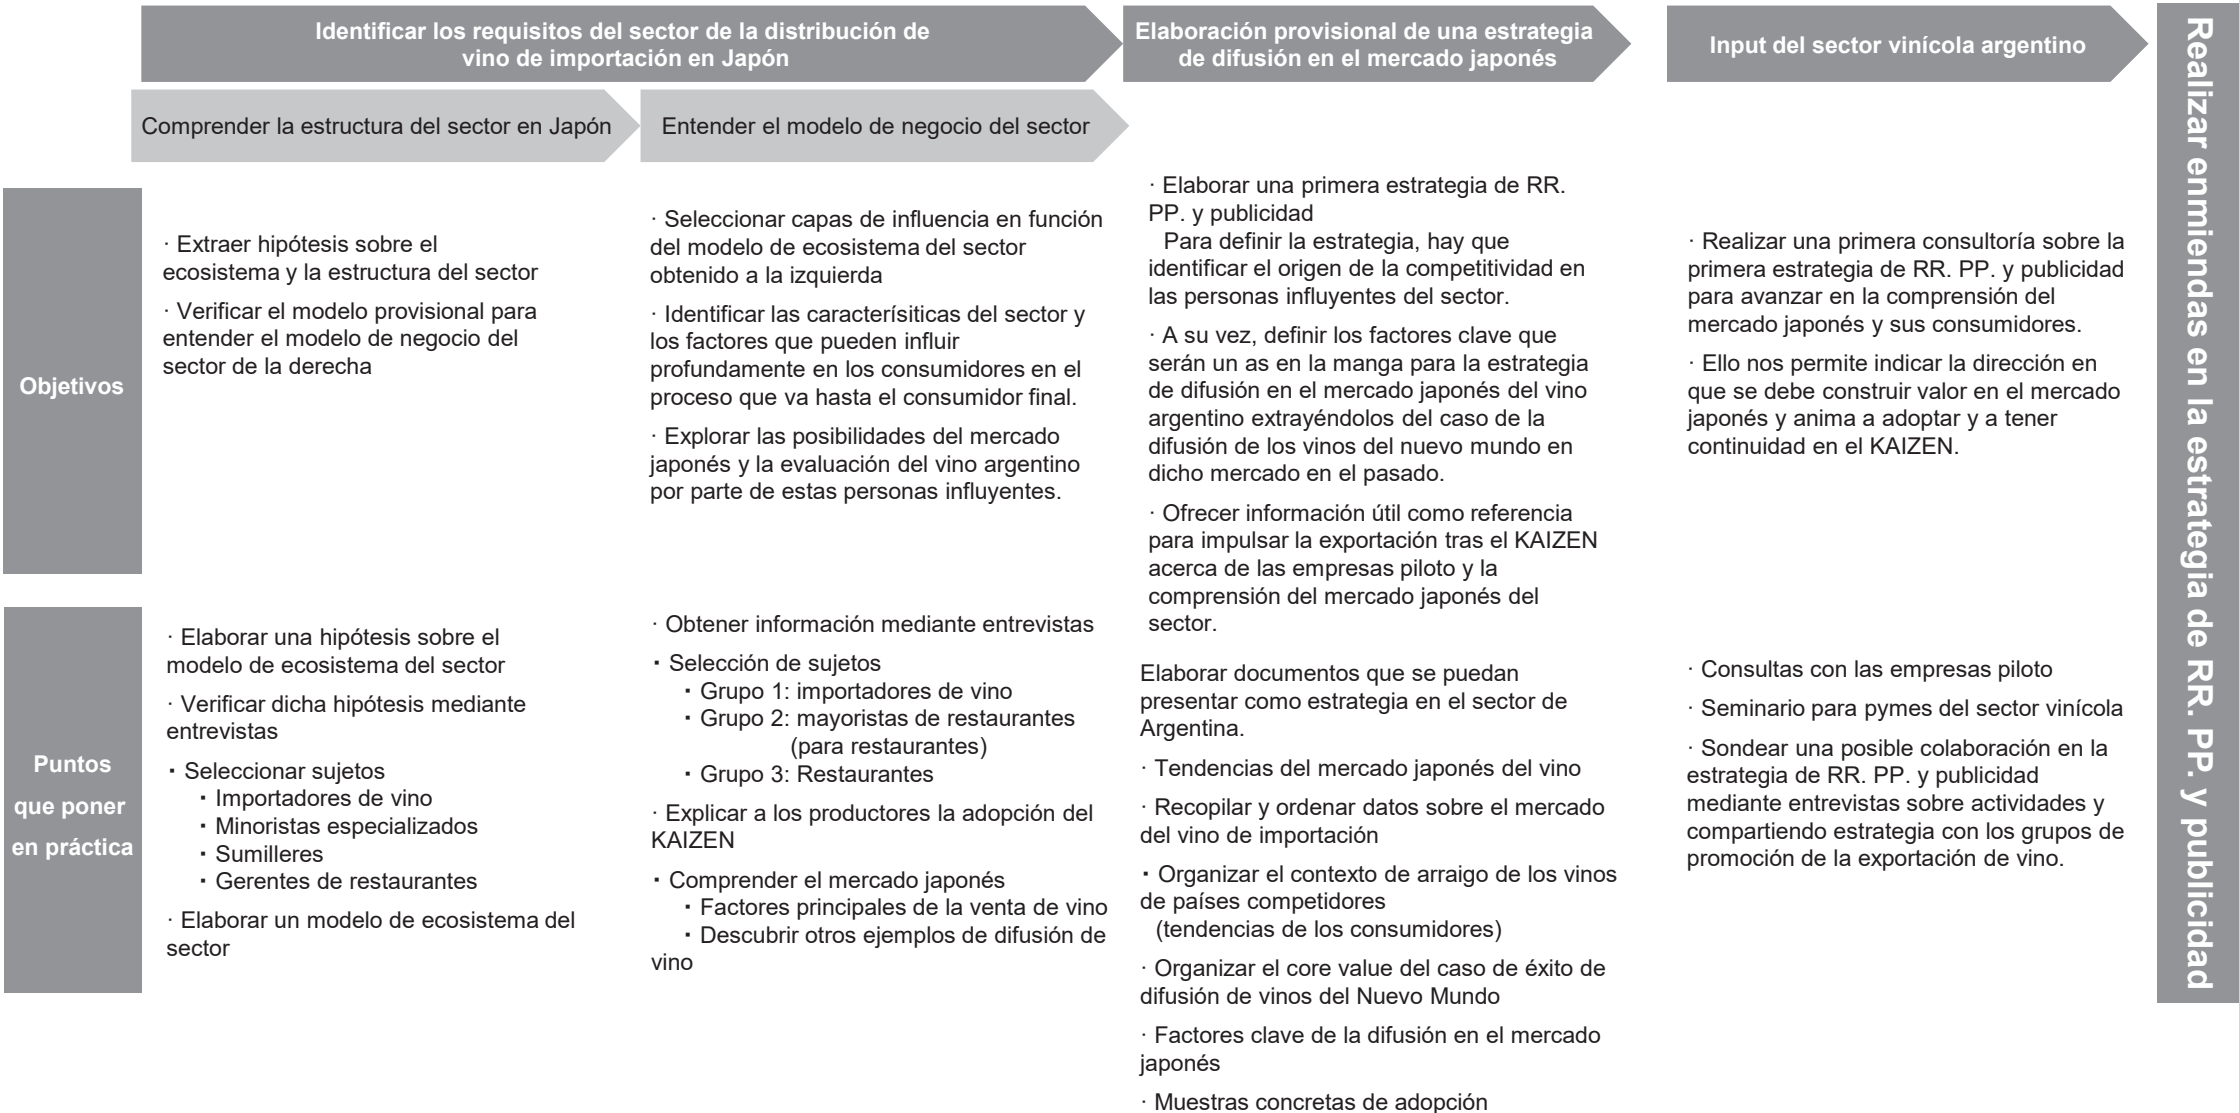 Identificar los requisitos del sector de la distribución de
vino de importación en Japón
Elaboración provisional de una estrategia
de difusión en el mercado japonés
Input del sector vinícola argentino
Comprender la estructura del sector en Japón
Entender el modelo de negocio del sector
Objetivos
· Extraer hipótesis sobre el
ecosistema y la estructura del sector
· Verificar el modelo provisional para
entender el modelo de negocio del
sector de la derecha
· Seleccionar capas de influencia en función
del modelo de ecosistema del sector
obtenido a la izquierda
· Identificar las caracterísiticas del sector y
los factores que pueden influir
profundamente en los consumidores en el
proceso que va hasta el consumidor final.
· Explorar las posibilidades del mercado
japonés y la evaluación del vino argentino
por parte de estas personas influyentes.
· Elaborar una primera estrategia de RR.
PP. y publicidad
Para definir la estrategia, hay que
identificar el origen de la competitividad en
las personas influyentes del sector.
· A su vez, definir los factores clave que
serán un as en la manga para la estrategia
de difusión en el mercado japonés del vino
argentino extrayéndolos del caso de la
difusión de los vinos del nuevo mundo en
dicho mercado en el pasado.
· Ofrecer información útil como referencia
para impulsar la exportación tras el KAIZEN
acerca de las empresas piloto y la
comprensión del mercado japonés del
sector.
· Realizar una primera consultoría sobre la
primera estrategia de RR. PP. y publicidad
para avanzar en la comprensión del
mercado japonés y sus consumidores.
· Ello nos permite indicar la dirección en
que se debe construir valor en el mercado
japonés y anima a adoptar y a tener
continuidad en el KAIZEN.
Puntos
que poner
en práctica
· Elaborar una hipótesis sobre el
modelo de ecosistema del sector
· Verificar dicha hipótesis mediante
entrevistas
・Seleccionar sujetos
・Importadores de vino
・Minoristas especializados
・Sumilleres
・Gerentes de restaurantes
· Elaborar un modelo de ecosistema del
sector
· Obtener información mediante entrevistas
・Selección de sujetos
・Grupo 1: importadores de vino
・Grupo 2: mayoristas de restaurantes
(para restaurantes)
・Grupo 3: Restaurantes
· Explicar a los productores la adopción del
KAIZEN
・Comprender el mercado japonés
・Factores principales de la venta de vino
・Descubrir otros ejemplos de difusión de
vino
Elaborar documentos que se puedan
presentar como estrategia en el sector de
Argentina.
· Tendencias del mercado japonés del vino
· Recopilar y ordenar datos sobre el mercado
del vino de importación
・Organizar el contexto de arraigo de los vinos
de países competidores
(tendencias de los consumidores)
· Organizar el core value del caso de éxito de
difusión de vinos del Nuevo Mundo
· Factores clave de la difusión en el mercado
japonés
· Muestras concretas de adopción
· Consultas con las empresas piloto
· Seminario para pymes del sector vinícola
· Sondear una posible colaboración en la
estrategia de RR. PP. y publicidad
mediante entrevistas sobre actividades y
compartiendo estrategia con los grupos de
promoción de la exportación de vino.
Realizar enmiendas en la estrategia de RR. PP. y publicidad